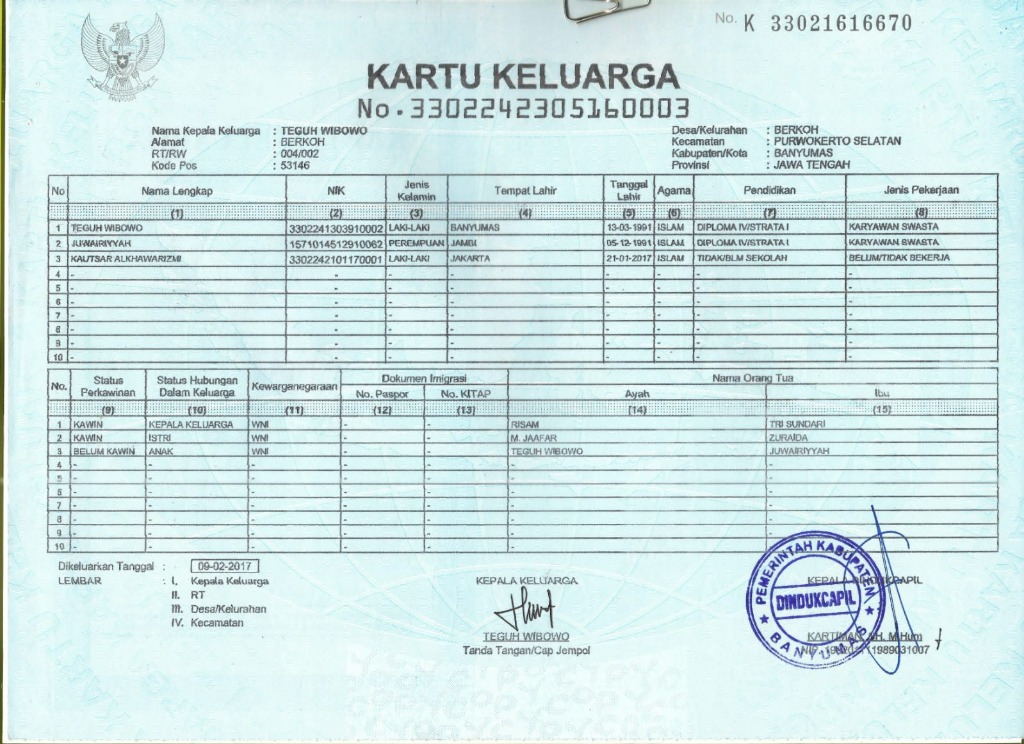 No. K 33021616670
KARTU KELUARGA
No.3302242305160003
Nama Kepala Keluarga : TEGUH WIBOWO
Alamat : BERKOH
RT/RW : 004/002
Kode Pos : 53146
Desa/Kelurahan : BERKOH
Kecamatan : PURWOKERTO SELATAN
Kabupaten/Kota : BANYUMAS
Provinsi : JAWA TENGAH
No Nama Lengkap NIK Jenis Kelamin Tempat Lahir Tanggal Lahir Agama Pendidikan Jenis Pekerjaan
(1) (2) (3) (4) (5) (6) (7) (8)
1 TEGUH WIBOWO 3302241303910002 LAKI-LAKI BANYUMAS 13-03-1991 ISLAM DIPLOMA IV/STRATA I KARYAWAN SWASTA
2 JUWAIRIYYAH 1571014512910062 PEREMPUAN JAMBI 05-12-1991 ISLAM DIPLOMA IV/STRATA I KARYAWAN SWASTA
3 KAUTSAR ALKHAWARIZMI 3302242101170001 LAKI-LAKI JAKARTA 21-01-2017 ISLAM TIDAK/BLM SEKOLAH BELUM/TIDAK BEKERJA
4 - - - - - - - -
5 - - - - - - - -
6 - - - - - - - -
7 - - - - - - - -
8 - - - - - - - -
9 - - - - - - - -
10 - - - - - - - -
No. Status Perkawinan Status Hubungan Dalam Keluarga Kewarganegaraan Dokumen Imigrasi Nama Orang Tua
No. Paspor No. KITAP Ayah Ibu
(9) (10) (11) (12) (13) (14) (15)
1 KAWIN KEPALA KELUARGA WNI - - RISAM TRI SUNDARI
2 KAWIN ISTRI WNI - - M. JAAFAR ZURAIDA
3 BELUM KAWIN ANAK WNI - - TEGUH WIBOWO JUWAIRIYYAH
4 - - - - - - -
5 - - - - - - -
6 - - - - - - -
7 - - - - - - -
8 - - - - - - -
9 - - - - - - -
10 - - - - - - -
Dikeluarkan Tanggal : 09-02-2017
LEMBAR : I. Kepala Keluarga
II. RT
III. Desa/Kelurahan
IV. Kecamatan
KEPALA KELUARGA
TEGUH WIBOWO
Tanda Tangan/Cap Jempol
KEPALA DINDUKCAPIL
PEMERINTAH KABUPATEN
DINDUKCAPIL
BANYUMAS
KARTIMAN, M.Hum
NIP.